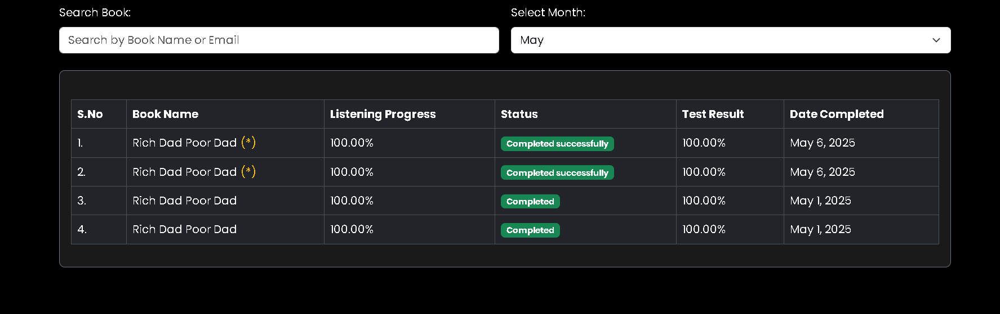 Search Book:
Select Month:
Search by Book Name or Email
May
S.No Book Name Listening Progress Status Test Result Date Completed
1. Rich Dad Poor Dad (*) 100.00% Completed successfully 100.00% May 6, 2025
2. Rich Dad Poor Dad (*) 100.00% Completed successfully 100.00% May 6, 2025
3. Rich Dad Poor Dad 100.00% Completed 100.00% May 1, 2025
4. Rich Dad Poor Dad 100.00% Completed 100.00% May 1, 2025